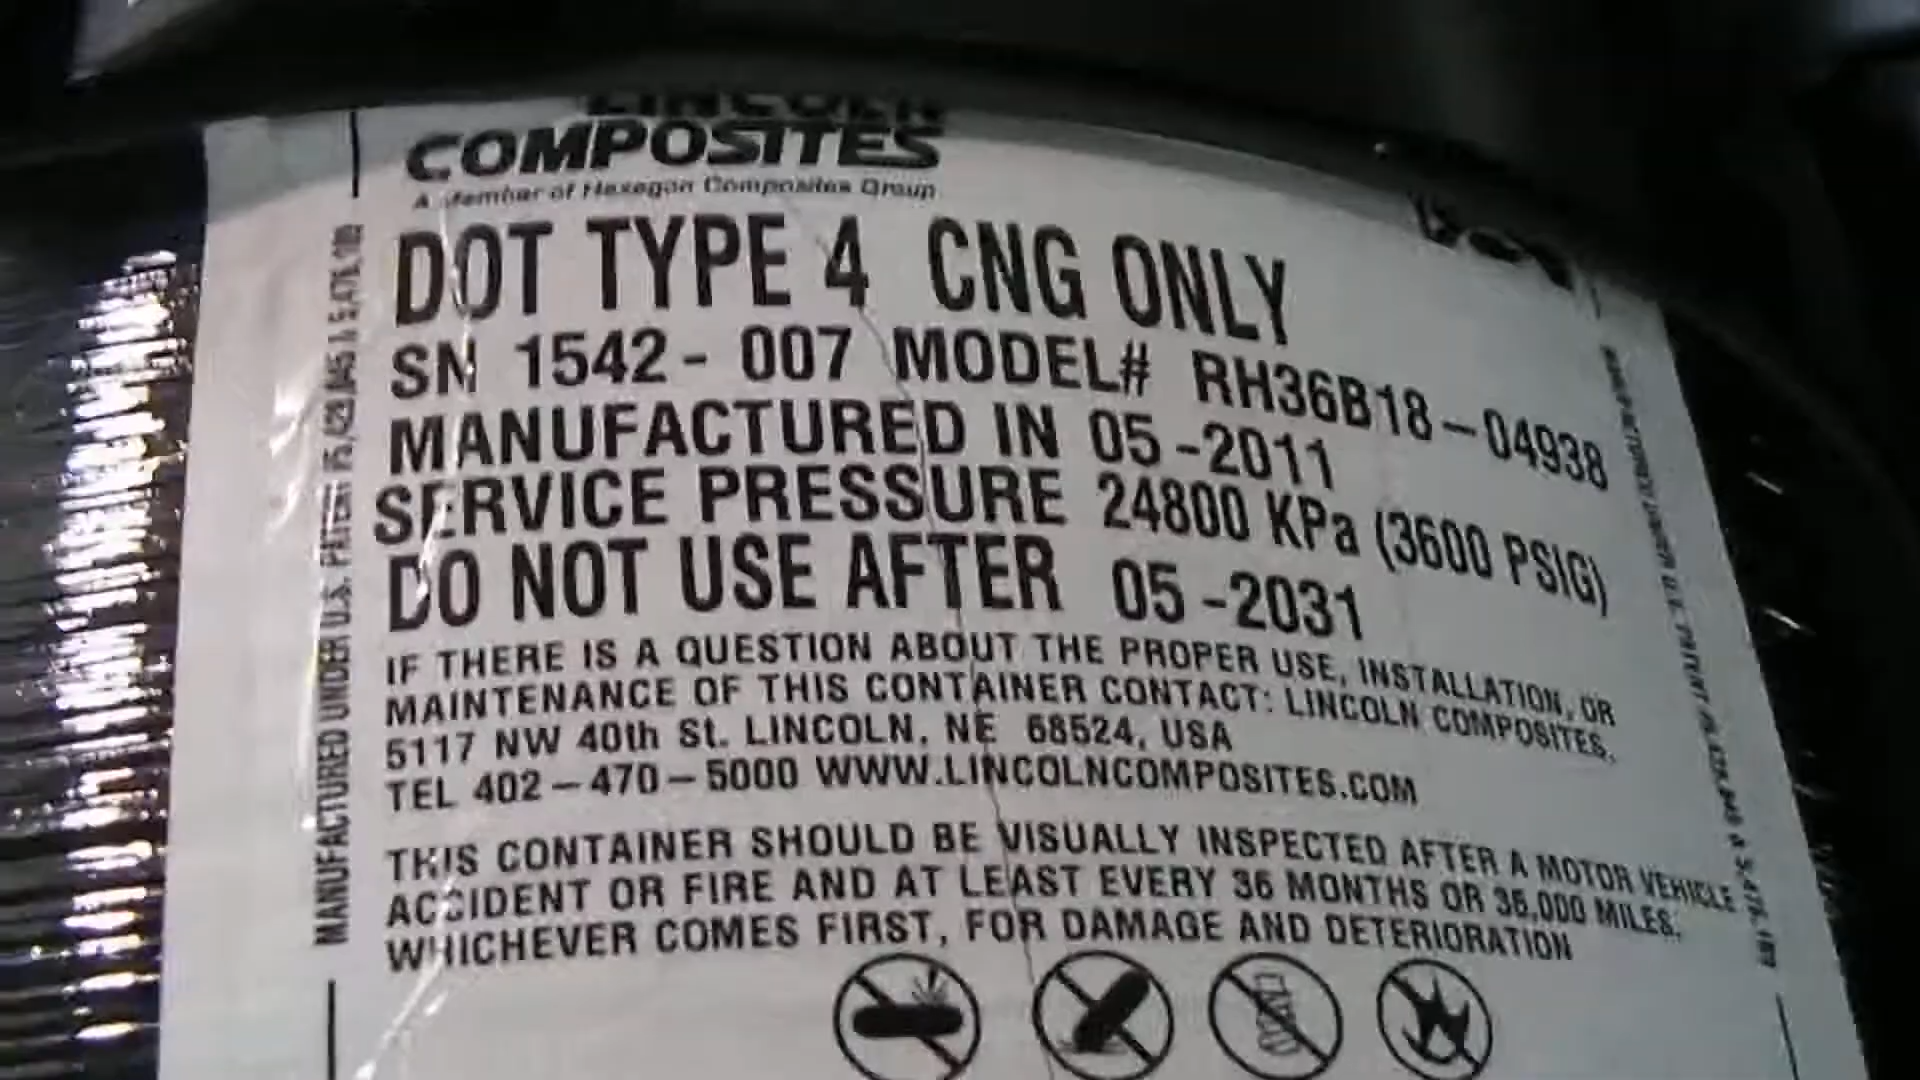 LINCOLN
COMPOSITES
A Member of Hexagon Composites Group
DOT TYPE 4 CNG ONLY
SN 1542-007 MODEL# RH36B18-04938
MANUFACTURED IN 05-2011
SERVICE PRESSURE 24800 KPa (3600 PSIG)
DO NOT USE AFTER 05-2031
IF THERE IS A QUESTION ABOUT THE PROPER USE, INSTALLATION, OR
MAINTENANCE OF THIS CONTAINER CONTACT: LINCOLN COMPOSITES,
5117 NW 40th St. LINCOLN, NE 68524, USA
TEL 402-470-5000 WWW.LINCOLNCOMPOSITES.COM
THIS CONTAINER SHOULD BE VISUALLY INSPECTED AFTER A MOTOR VEHICLE
ACCIDENT OR FIRE AND AT LEAST EVERY 36 MONTHS OR 36,000 MILES,
WHICHEVER COMES FIRST, FOR DAMAGE AND DETERIORATION
MANUFACTURED UNDER U.S. PATENT